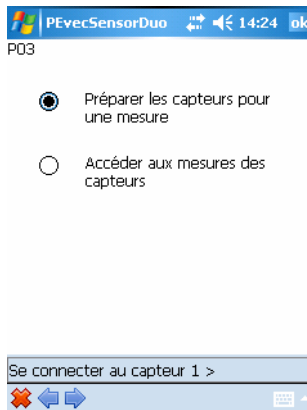 PEvecSensorDuo 14:24 ok
P03
Préparer les capteurs pour
une mesure
Accéder aux mesures des
capteurs
Se connecter au capteur 1 >